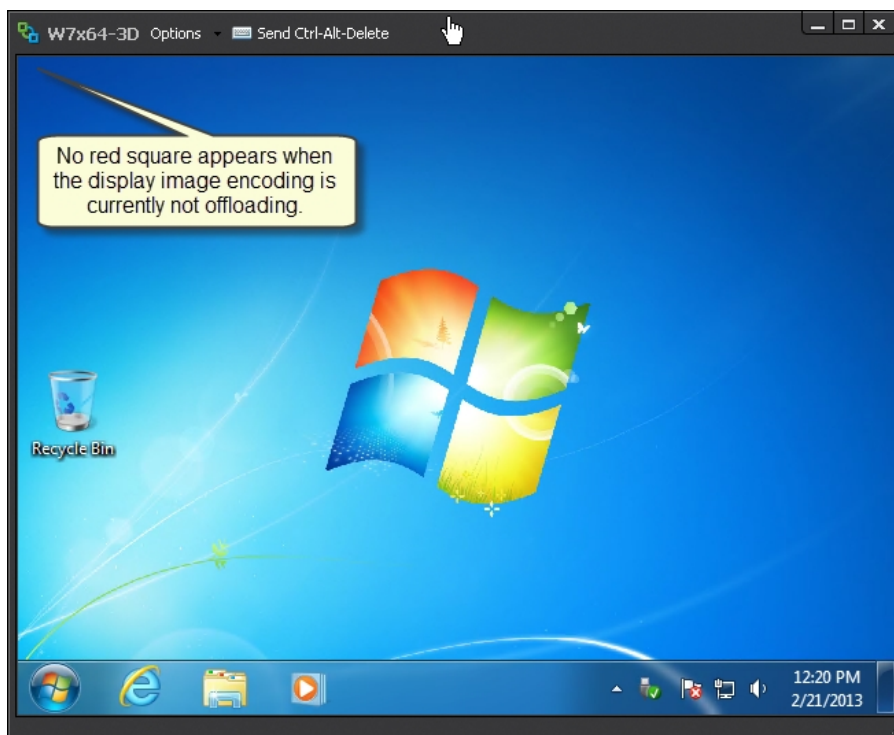 W7x64-3D Options Send Ctrl-Alt-Delete
No red square appears when
the display image encoding is
currently not offloading.
Recycle Bin
12:20 PM
2/21/2013